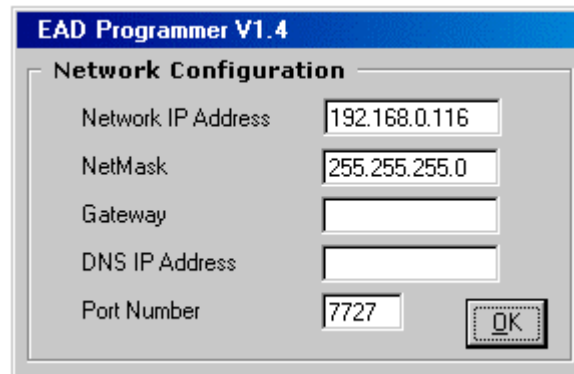 EAD Programmer V1.4
Network Configuration
Network IP Address 192.168.0.116
NetMask 255.255.255.0
Gateway
DNS IP Address
Port Number 7727
OK